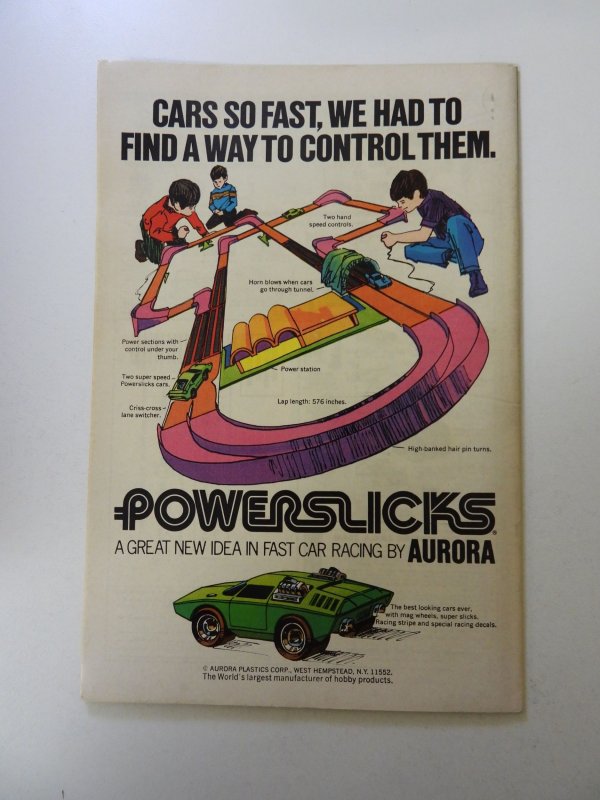 CARS SO FAST, WE HAD TO
FIND A WAY TO CONTROL THEM.
Two hand
speed controls.
Horn blows when cars
go through tunnel.
Power sections with
control under your
thumb.
Power station
Two super speed
Powerslicks cars.
Lap length: 576 inches.
Criss-cross
lane switcher.
High-banked hair pin turns.
POWERSLICKS®
A GREAT NEW IDEA IN FAST CAR RACING BY AURORA
The best looking cars ever,
with mag wheels, super slicks.
Racing stripe and special racing decals.
© AURORA PLASTICS CORP., WEST HEMPSTEAD, N.Y. 11552.
The World's largest manufacturer of hobby products.